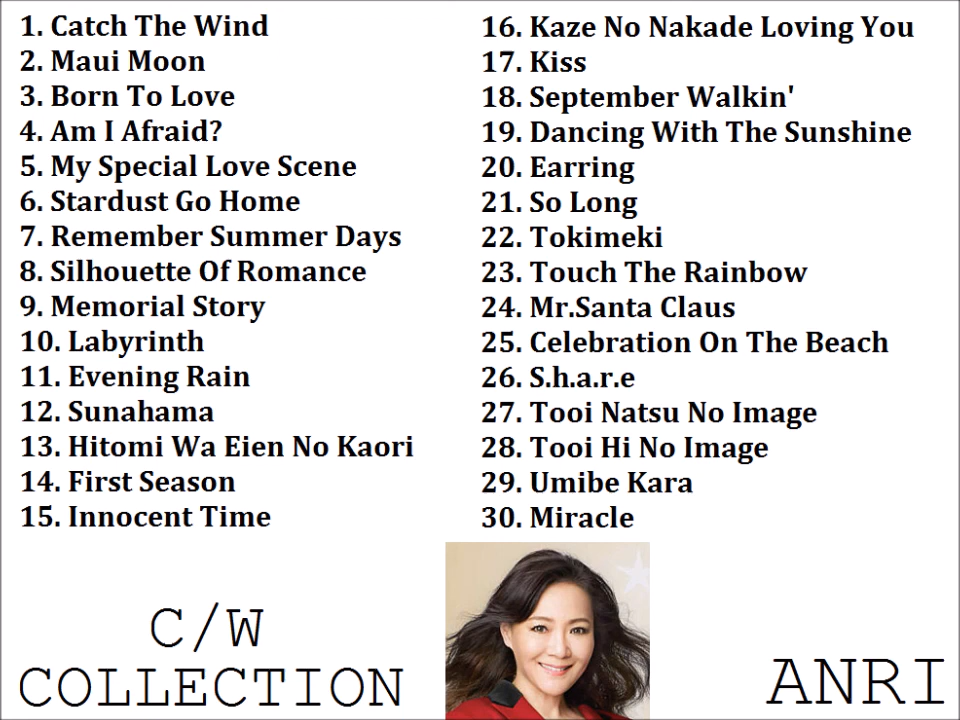 1. Catch The Wind
2. Maui Moon
3. Born To Love
4. Am I Afraid?
5. My Special Love Scene
6. Stardust Go Home
7. Remember Summer Days
8. Silhouette Of Romance
9. Memorial Story
10. Labyrinth
11. Evening Rain
12. Sunahama
13. Hitomi Wa Eien No Kaori
14. First Season
15. Innocent Time
16. Kaze No Nakade Loving You
17. Kiss
18. September Walkin'
19. Dancing With The Sunshine
20. Earring
21. So Long
22. Tokimeki
23. Touch The Rainbow
24. Mr.Santa Claus
25. Celebration On The Beach
26. S.h.a.r.e
27. Tooi Natsu No Image
28. Tooi Hi No Image
29. Umibe Kara
30. Miracle
C/W
COLLECTION
ANRI